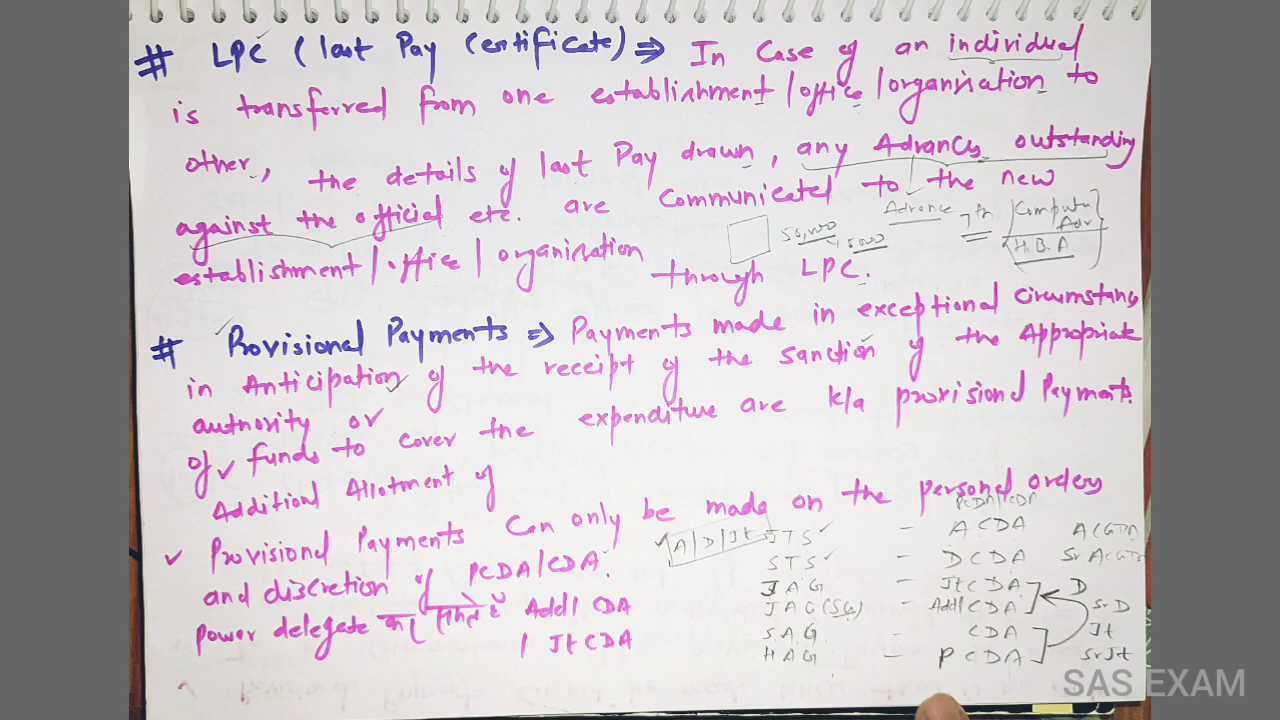 # LPC (last Pay Certificate) ⇒ In Case of an individual
is transferred from one establishment / office / organisation to
other, the details of last Pay drawn, any Advances outstanding
against the official etc. are communicated to the new
Advance
Computer Adv
H.B.A
50,000
5000
establishment / office / organisation through LPC.
# Provisional Payments ⇒ Payments made in exceptional circumstances
in Anticipation of the receipt of the sanction of the Appropriate
authority or
of funds to cover the expenditure are k/a provisional Payments.
Additional Allotment of
✓ Provisional Payments Can only be made on the personal orders
and discretion of PCDA/CDA.
power delegate का Addl CDA
/ Jt CDA
PCDA/CDA
✓ A/D/Jt JTS ✓ - ACDA
STS ✓ - DCDA
JAG - Jt CDA D
JAG (SG) - Addl CDA Sr D
SAG - CDA Jt
HAG - PCDA Sr Jt
SAS EXAM